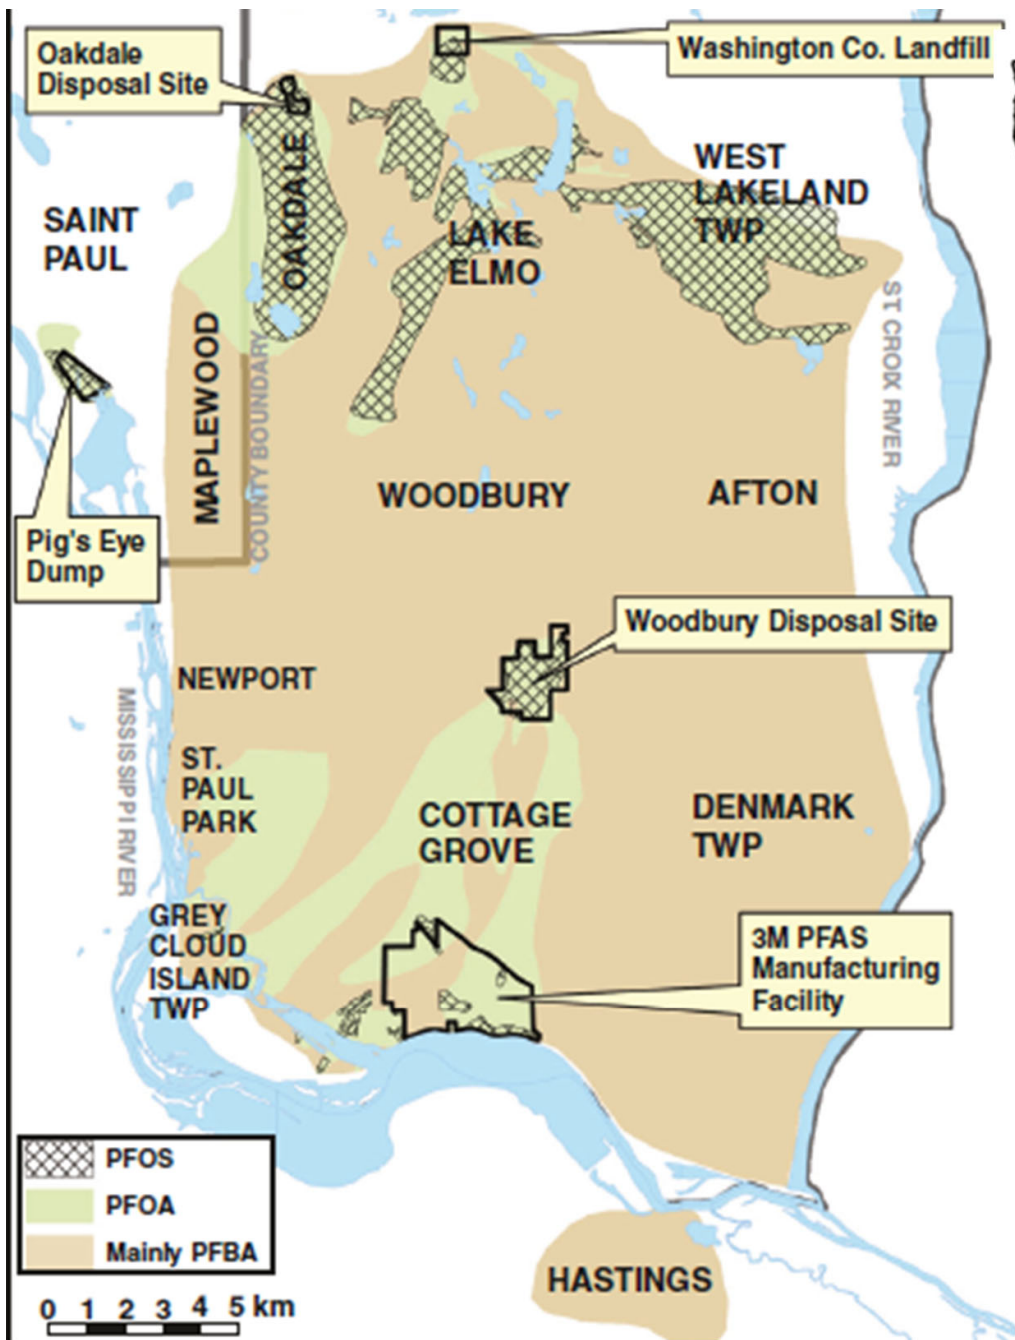 Oakdale
Disposal Site
Washington Co. Landfill
SAINT
PAUL
OAKDALE
WEST
LAKELAND
TWP
LAKE
ELMO
MAPLEWOOD
COUNTY BOUNDARY
ST CROIX RIVER
WOODBURY
AFTON
Pig's Eye
Dump
Woodbury Disposal Site
NEWPORT
MISSISSIPPI RIVER
ST.
PAUL
PARK
COTTAGE
GROVE
DENMARK
TWP
GREY
CLOUD
ISLAND
TWP
3M PFAS
Manufacturing
Facility
PFOS
PFOA
Mainly PFBA
HASTINGS
0 1 2 3 4 5 km